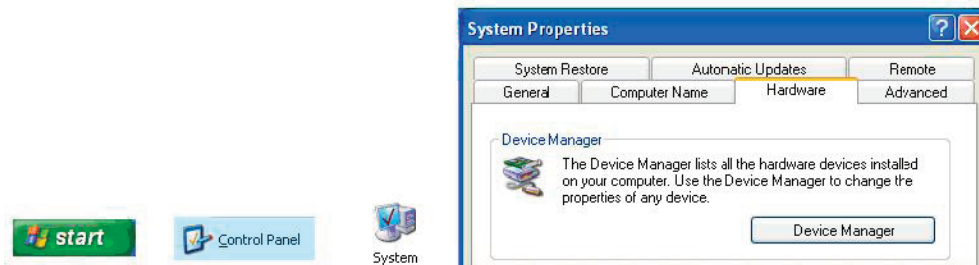 start
Control Panel
System
System Properties
System Restore
Automatic Updates
Remote
General
Computer Name
Hardware
Advanced
Device Manager
The Device Manager lists all the hardware devices installed
on your computer. Use the Device Manager to change the
properties of any device.
Device Manager